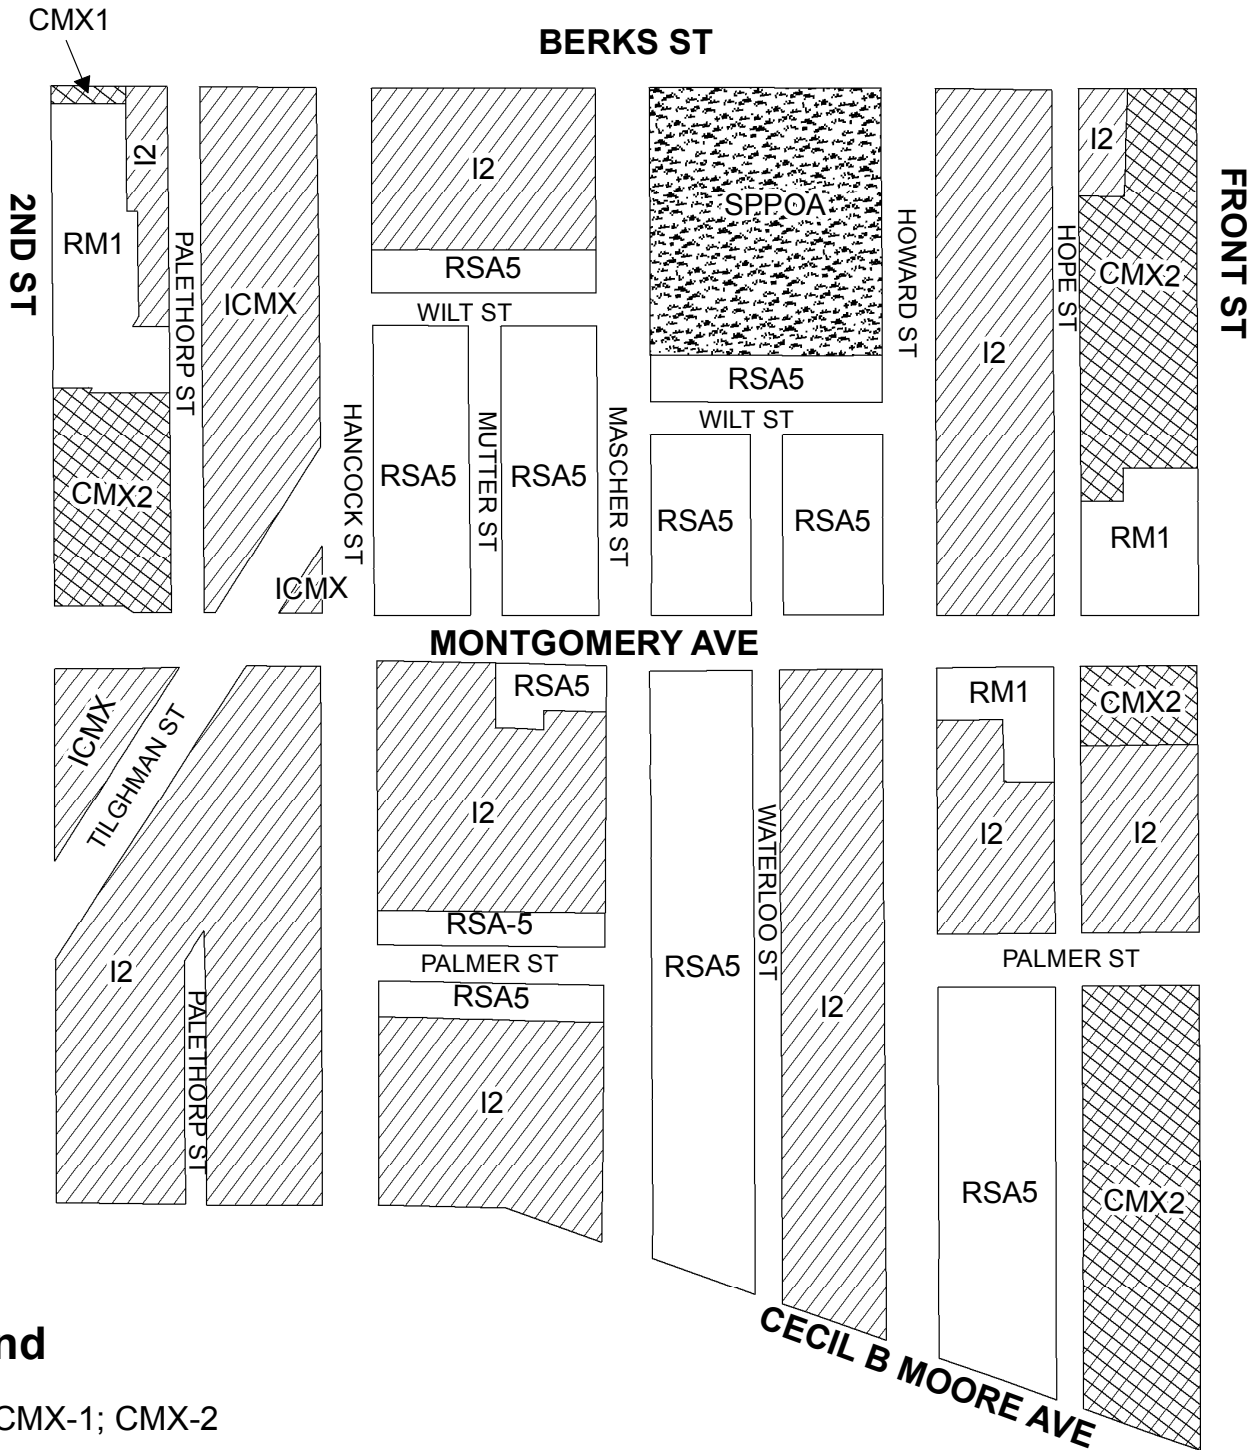 CMX1
BERKS ST
I2
I2
I2
SPPOA
2ND ST
FRONT ST
RM1
PALETHORP ST
HOWARD ST
HOPE ST
RSA5
CMX2
ICMX
WILT ST
I2
RSA5
HANCOCK ST
MUTTER ST
MASCHER ST
WILT ST
CMX2
RSA5
RSA5
RSA5
RSA5
RM1
ICMX
MONTGOMERY AVE
RSA5
RM1
CMX2
ICMX
TILGHMAN ST
I2
WATERLOO ST
I2
I2
RSA-5
PALMER ST
RSA5
PALMER ST
I2
RSA5
I2
PALETHORP ST
I2
RSA5
CMX2
CECIL B MOORE AVE
nd
CMX-1; CMX-2